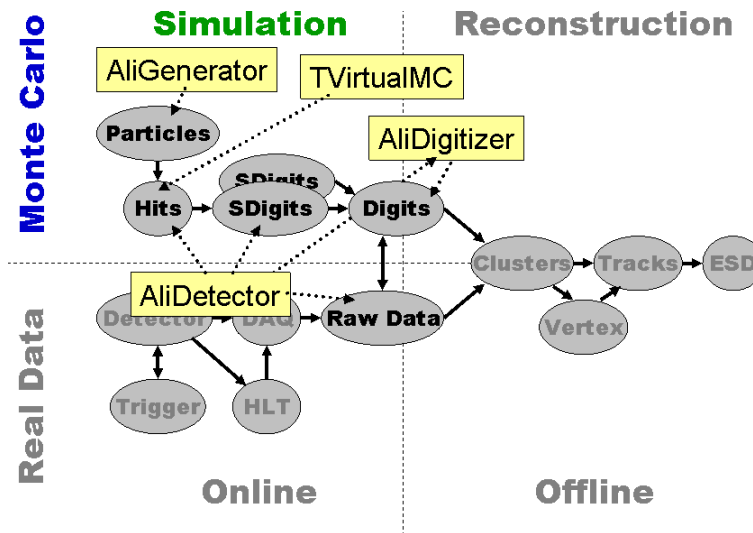 Simulation
Reconstruction
Monte Carlo
AliGenerator
TVirtualMC
Particles
AliDigitizer
SDigits
Hits
SDigits
Digits
Clusters
Tracks
ESD
AliDetector
Detector
DAQ
Raw Data
Vertex
Real Data
Trigger
HLT
Online
Offline